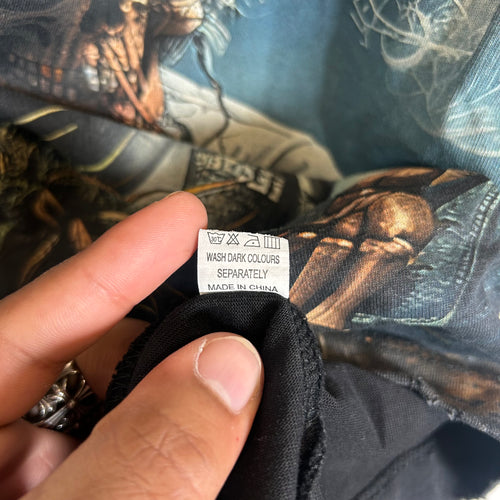 WASH DARK COLOURS
SEPARATELY
MADE IN CHINA